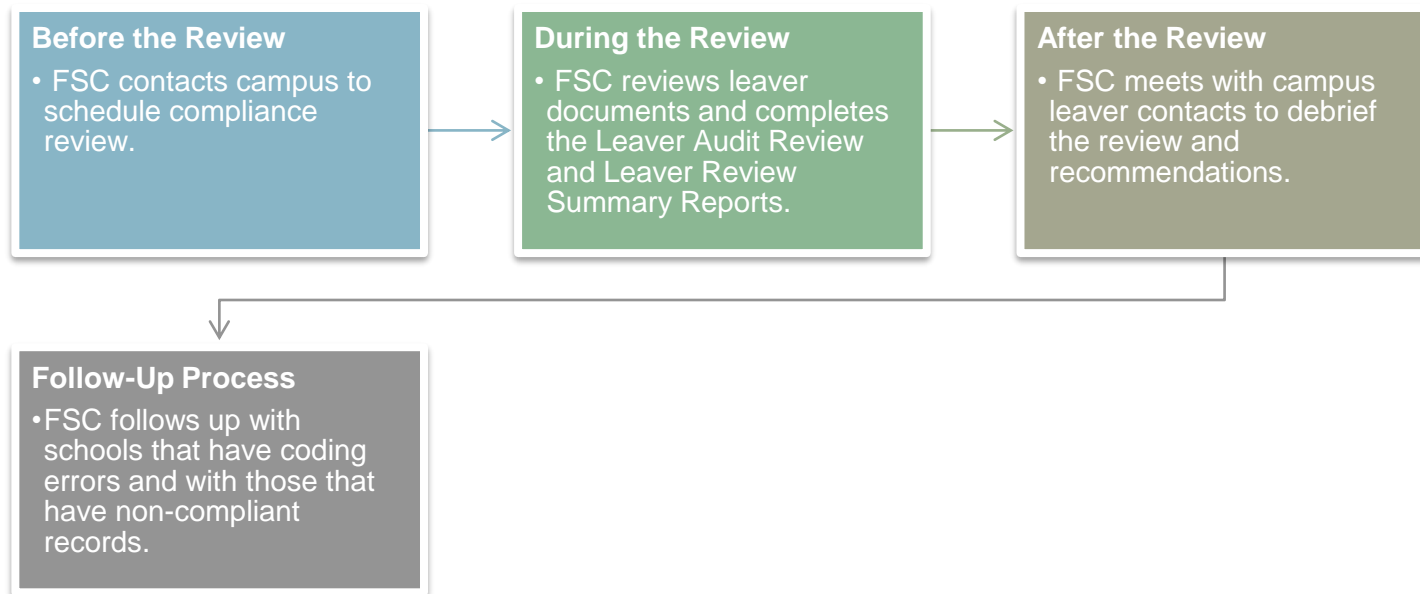 Before the Review
• FSC contacts campus to
schedule compliance
review.
During the Review
• FSC reviews leaver
documents and completes
the Leaver Audit Review
and Leaver Review
Summary Reports.
After the Review
• FSC meets with campus
leaver contacts to debrief
the review and
recommendations.
Follow-Up Process
•FSC follows up with
schools that have coding
errors and with those that
have non-compliant
records.